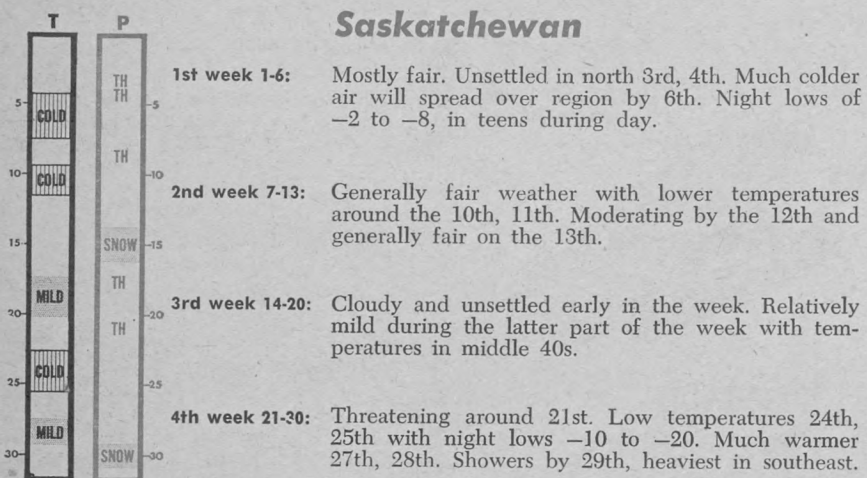 Saskatchewan
T P
TH
TH
5
5
COLD
TH
10
10
COLD
15
SNOW
15
MILD
TH
20
20
TH
COLD
25
25
MILD
30
SNOW
30
1st week 1-6: Mostly fair. Unsettled in north 3rd, 4th. Much colder
air will spread over region by 6th. Night lows of
—2 to —8, in teens during day.
2nd week 7-13: Generally fair weather with lower temperatures
around the 10th, 11th. Moderating by the 12th and
generally fair on the 13th.
3rd week 14-20: Cloudy and unsettled early in the week. Relatively
mild during the latter part of the week with tem-
peratures in middle 40s.
4th week 21-30: Threatening around 21st. Low temperatures 24th,
25th with night lows —10 to —20. Much warmer
27th, 28th. Showers by 29th, heaviest in southeast.